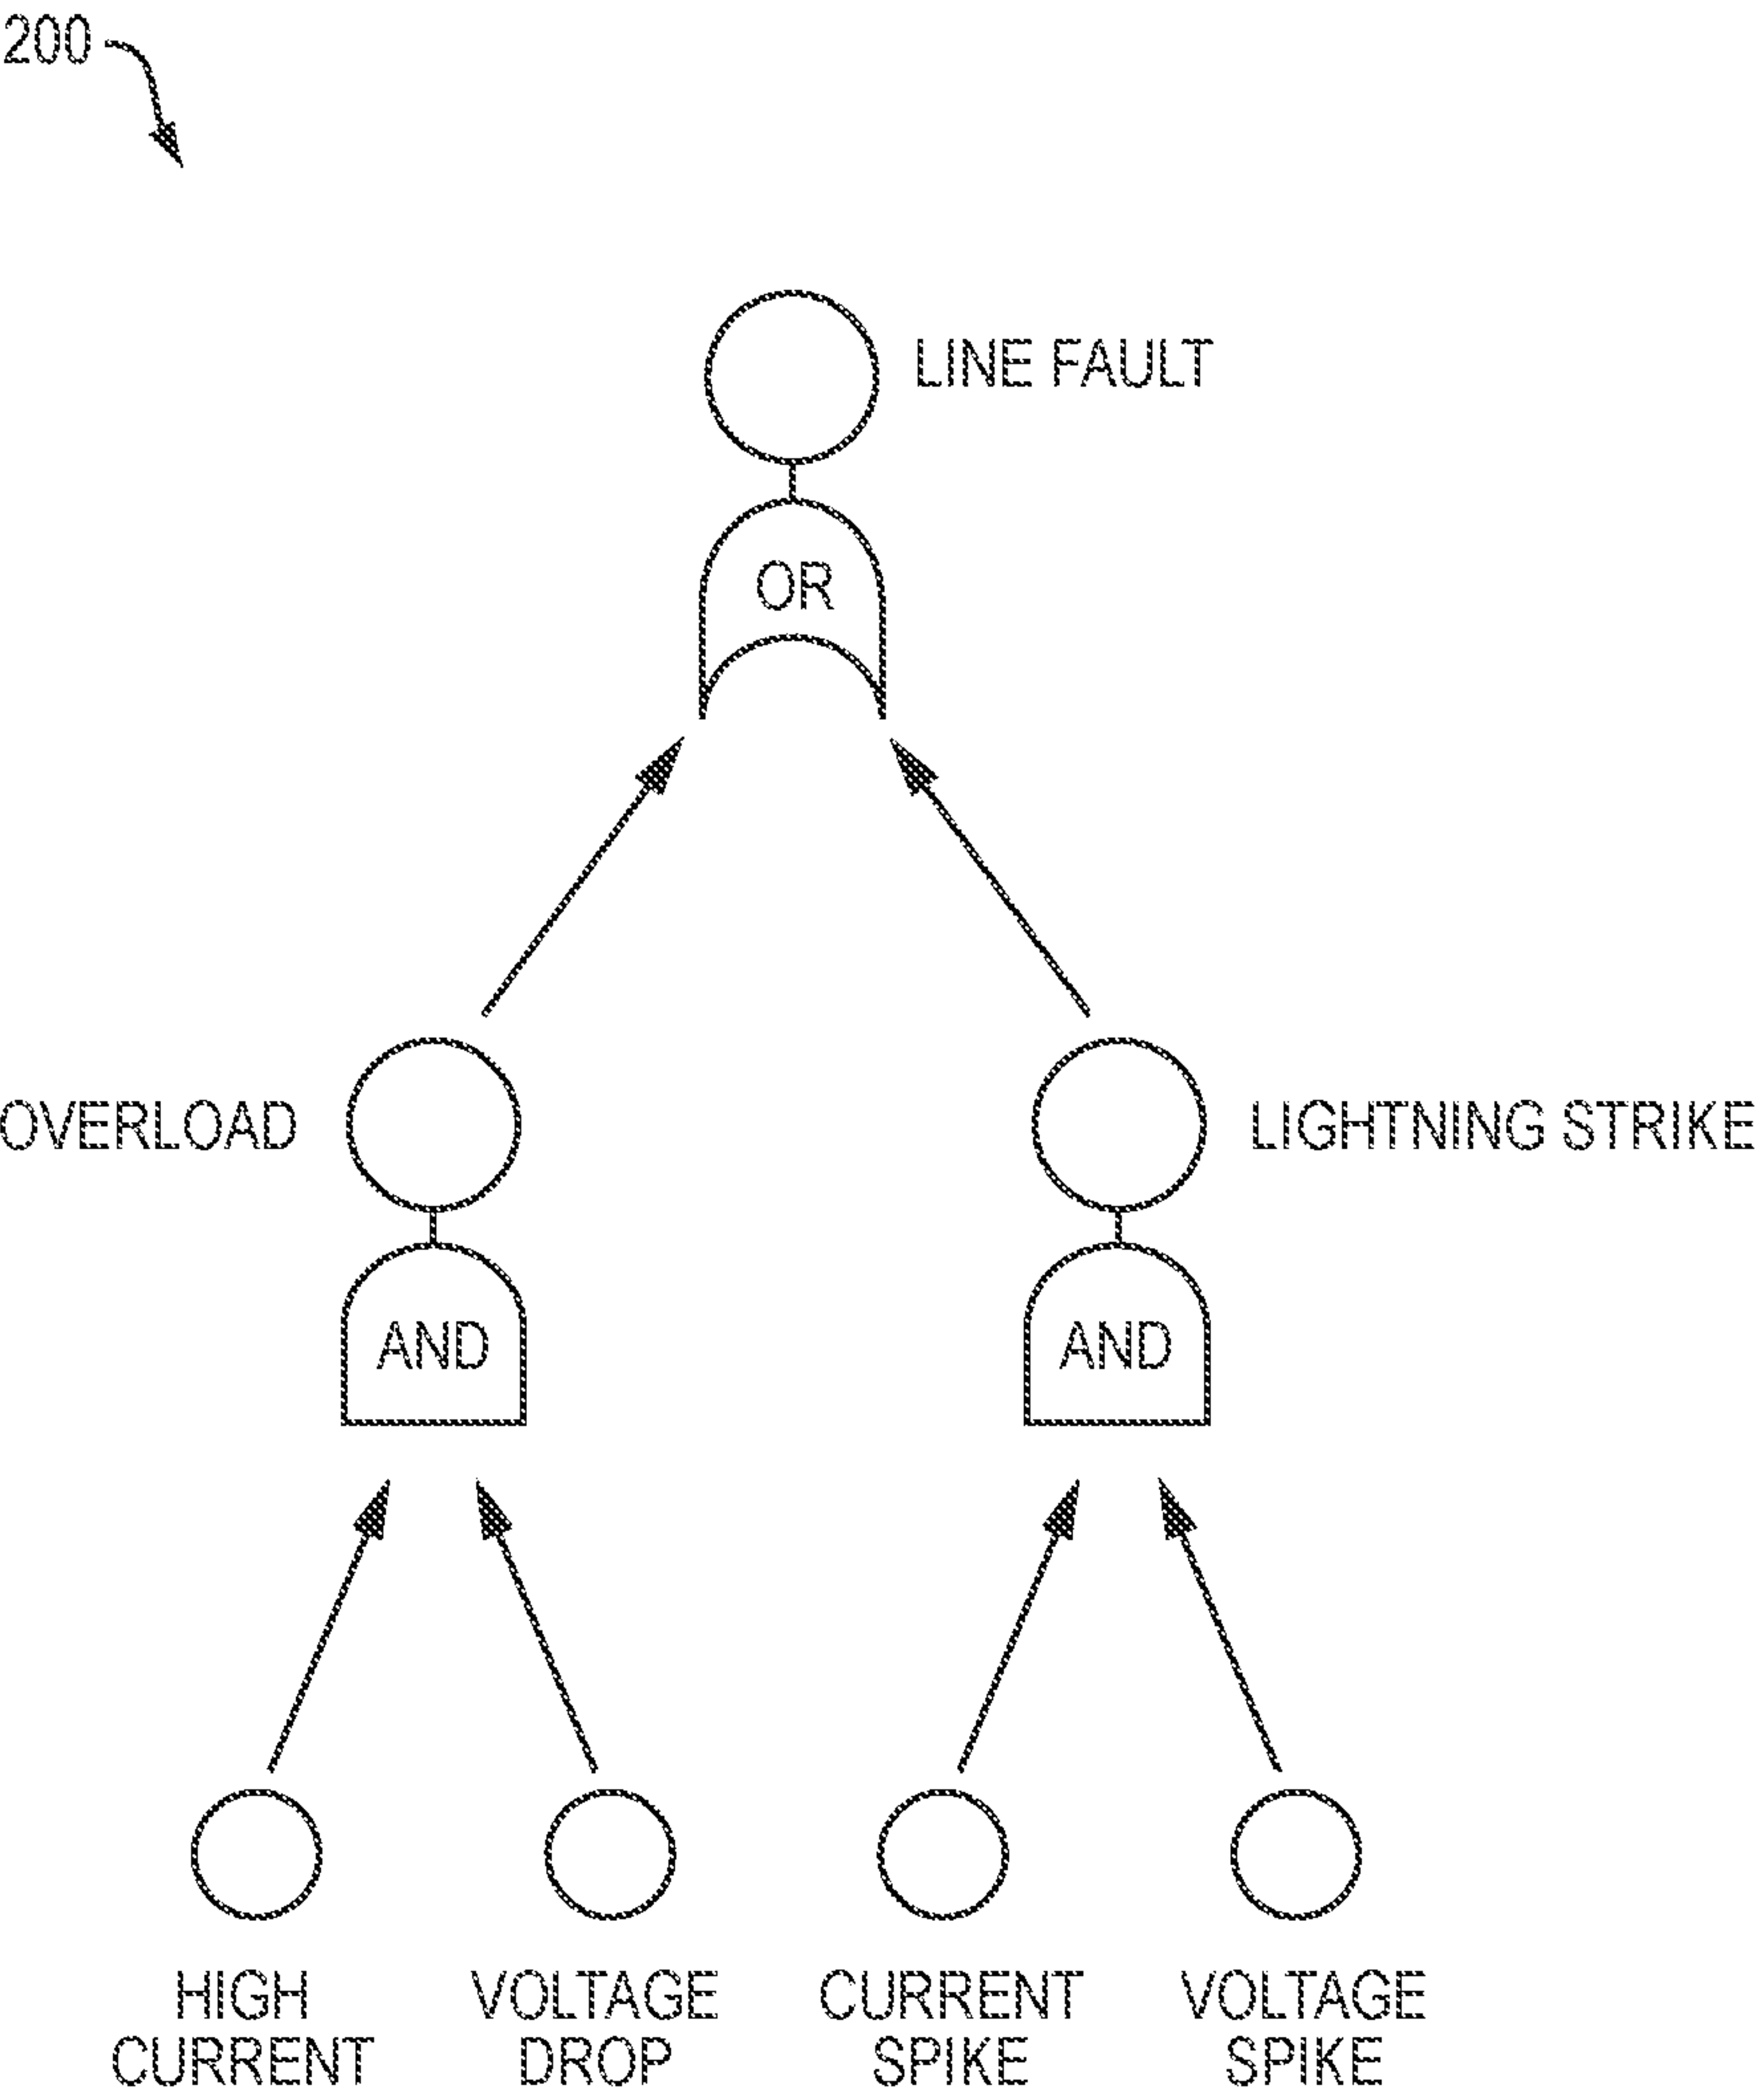 200
LINE FAULT
OR
OVERLOAD
LIGHTNING STRIKE
AND
AND
HIGH
CURRENT
VOLTAGE
DROP
CURRENT
SPIKE
VOLTAGE
SPIKE